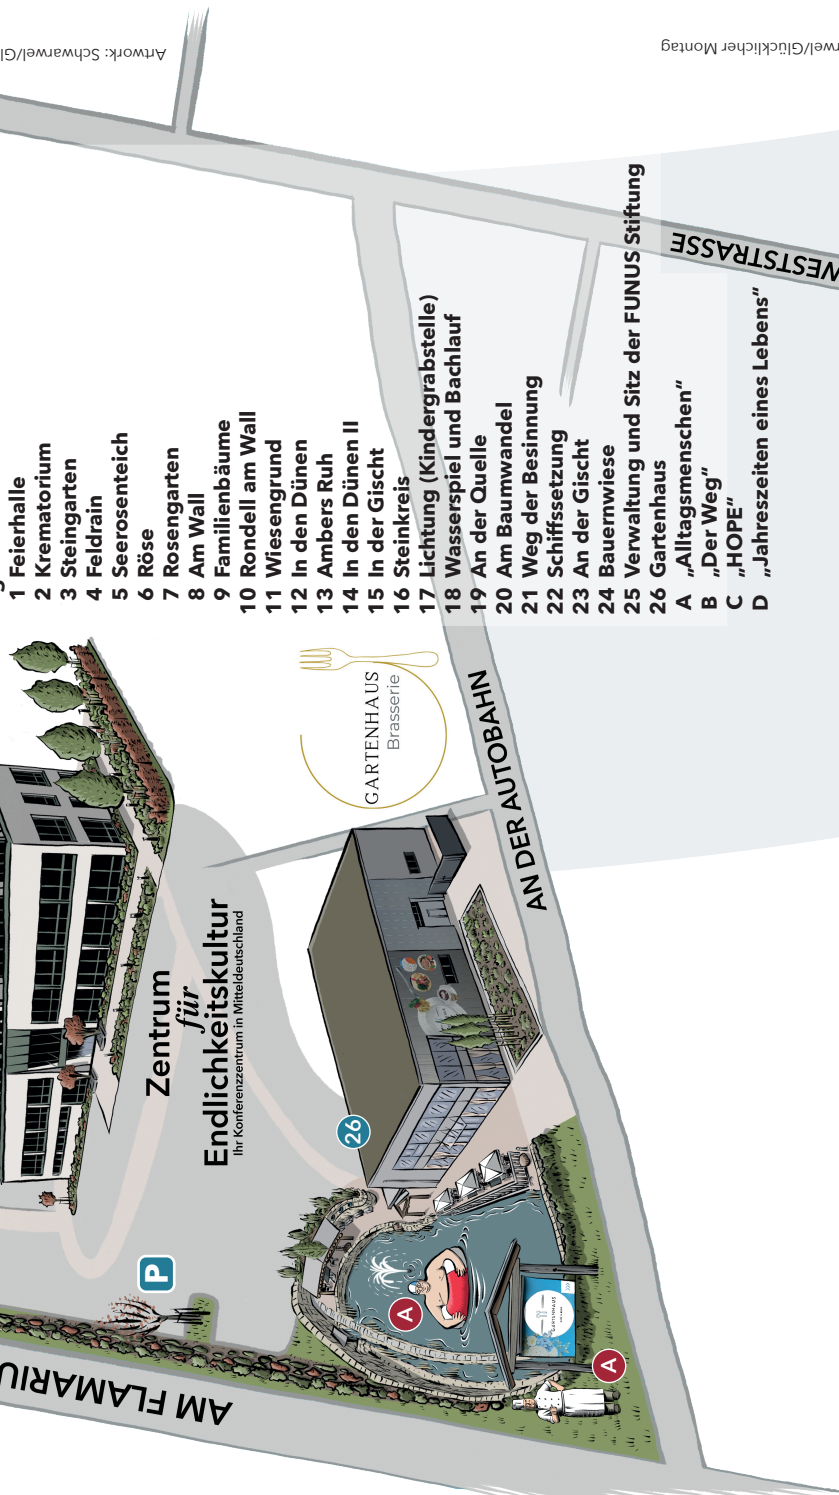 1 Feierhalle
2 Krematorium
3 Steingarten
4 Feldrain
5 Seerosenteich
6 Röse
7 Rosengarten
8 Am Wall
9 Familienbäume
10 Rondell am Wall
11 Wiesengrund
12 In den Dünen
13 Ambers Ruh
14 In den Dünen II
15 In der Gischt
16 Steinkreis
17 Lichtung (Kindergrabstelle)
18 Wasserspiel und Bachlauf
19 An der Quelle
20 Am Baumwandel
21 Weg der Besinnung
22 Schiffssetzung
23 An der Gischt
24 Bauernwiese
25 Verwaltung und Sitz der FUNUS Stiftung
26 Gartenhaus
A „Alltagsmenschen“
B „Der Weg“
C „HOPE“
D „Jahreszeiten eines Lebens“
Zentrum
für
Endlichkeitskultur
Ihr Konferenzzentrum in Mitteldeutschland
GARTENHAUS
Brasserie
AN DER AUTOBAHN
WESTSTRASSE
AM FLAMARIU
P
26
A
A
GARTENHAUS
Artwork: Schwarwel/Gl
rwel/Glücklicher Montag